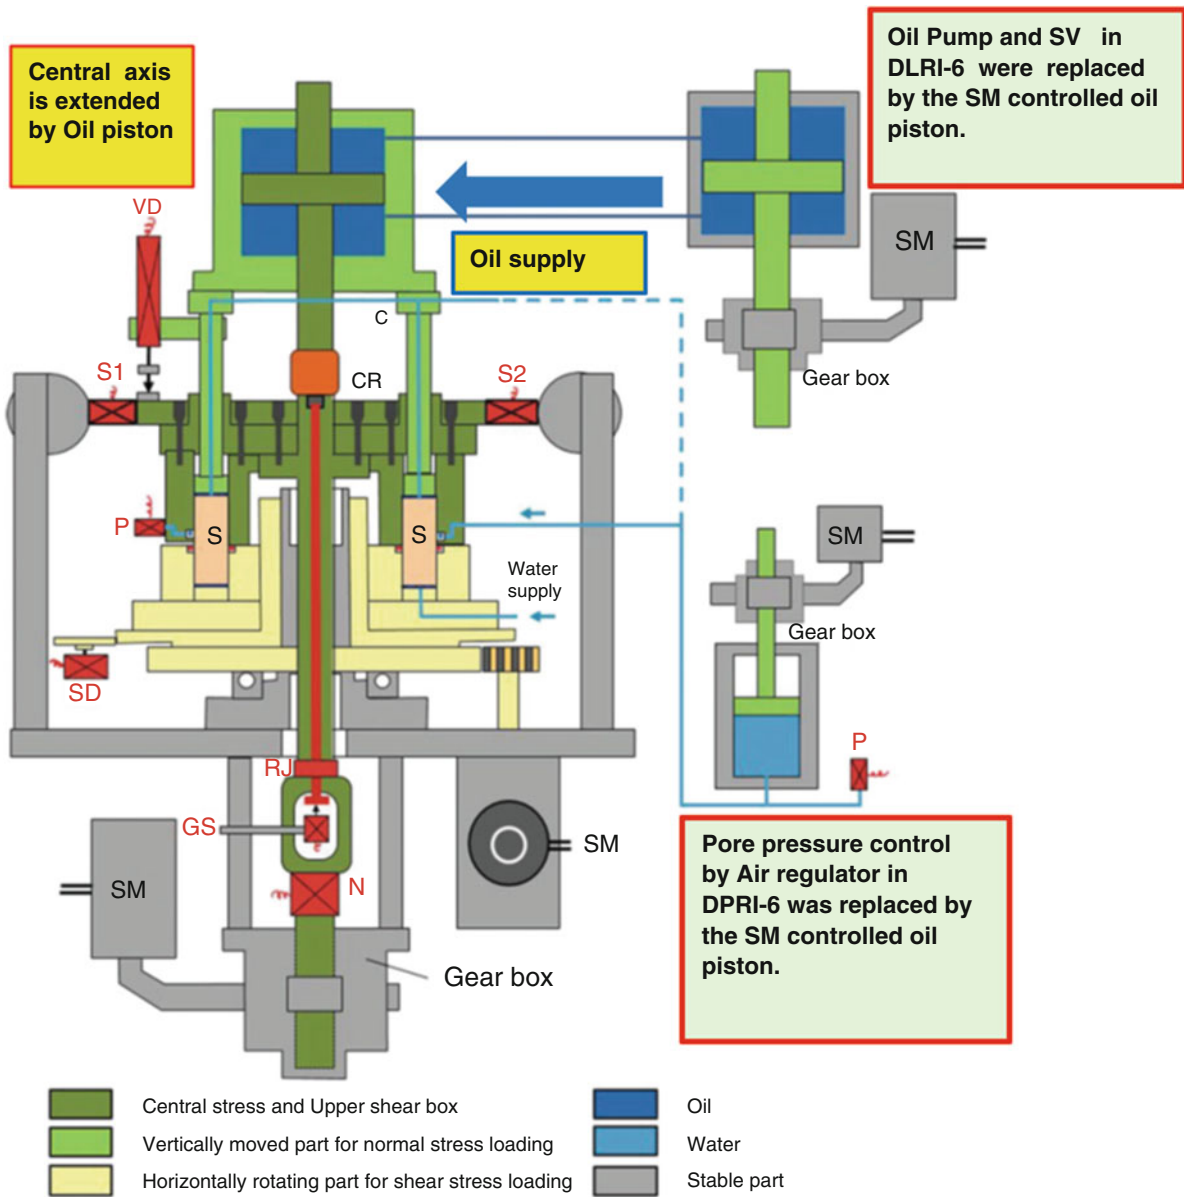 Central axis
is extended
by Oil piston
Oil Pump and SV in
DLRI-6 were replaced
by the SM controlled oil
piston.
VD
SM
Oil supply
C
S1
CR
S2
Gear box
P
S
S
SM
Water
supply
Gear box
SD
P
RJ
GS
SM
SM
N
Pore pressure control
by Air regulator in
DPRI-6 was replaced by
the SM controlled oil
piston.
Gear box
Central stress and Upper shear box
Oil
Vertically moved part for normal stress loading
Water
Horizontally rotating part for shear stress loading
Stable part